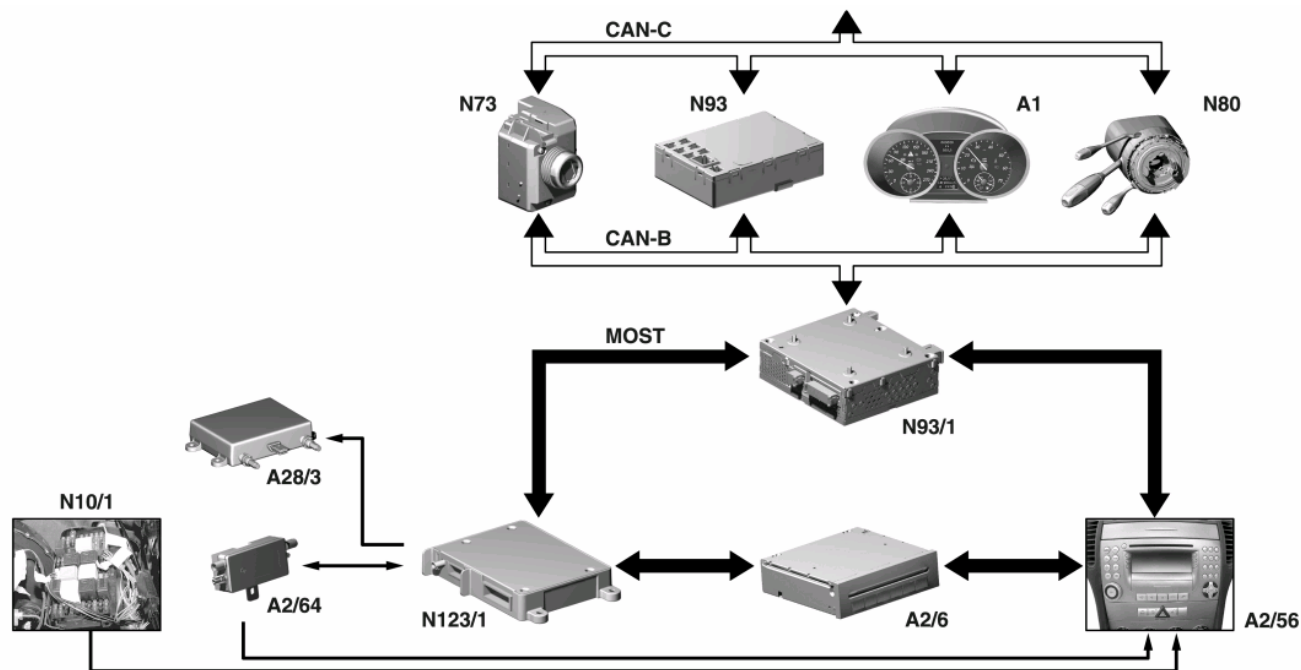 CAN-C
N73
N93
A1
N80
CAN-B
MOST
N93/1
A28/3
N10/1
A2/64
N123/1
A2/6
A2/56